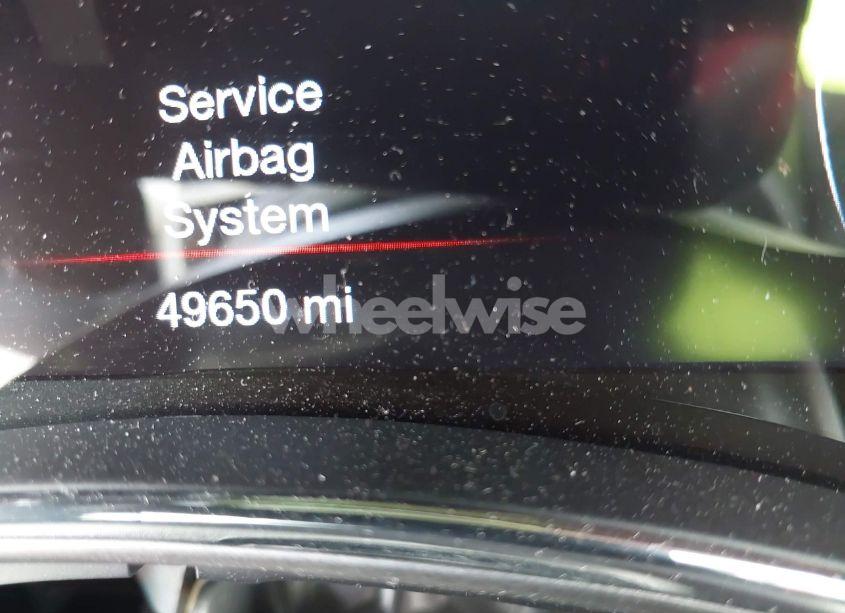 Service
Airbag
System
49650 mi
wheelwise